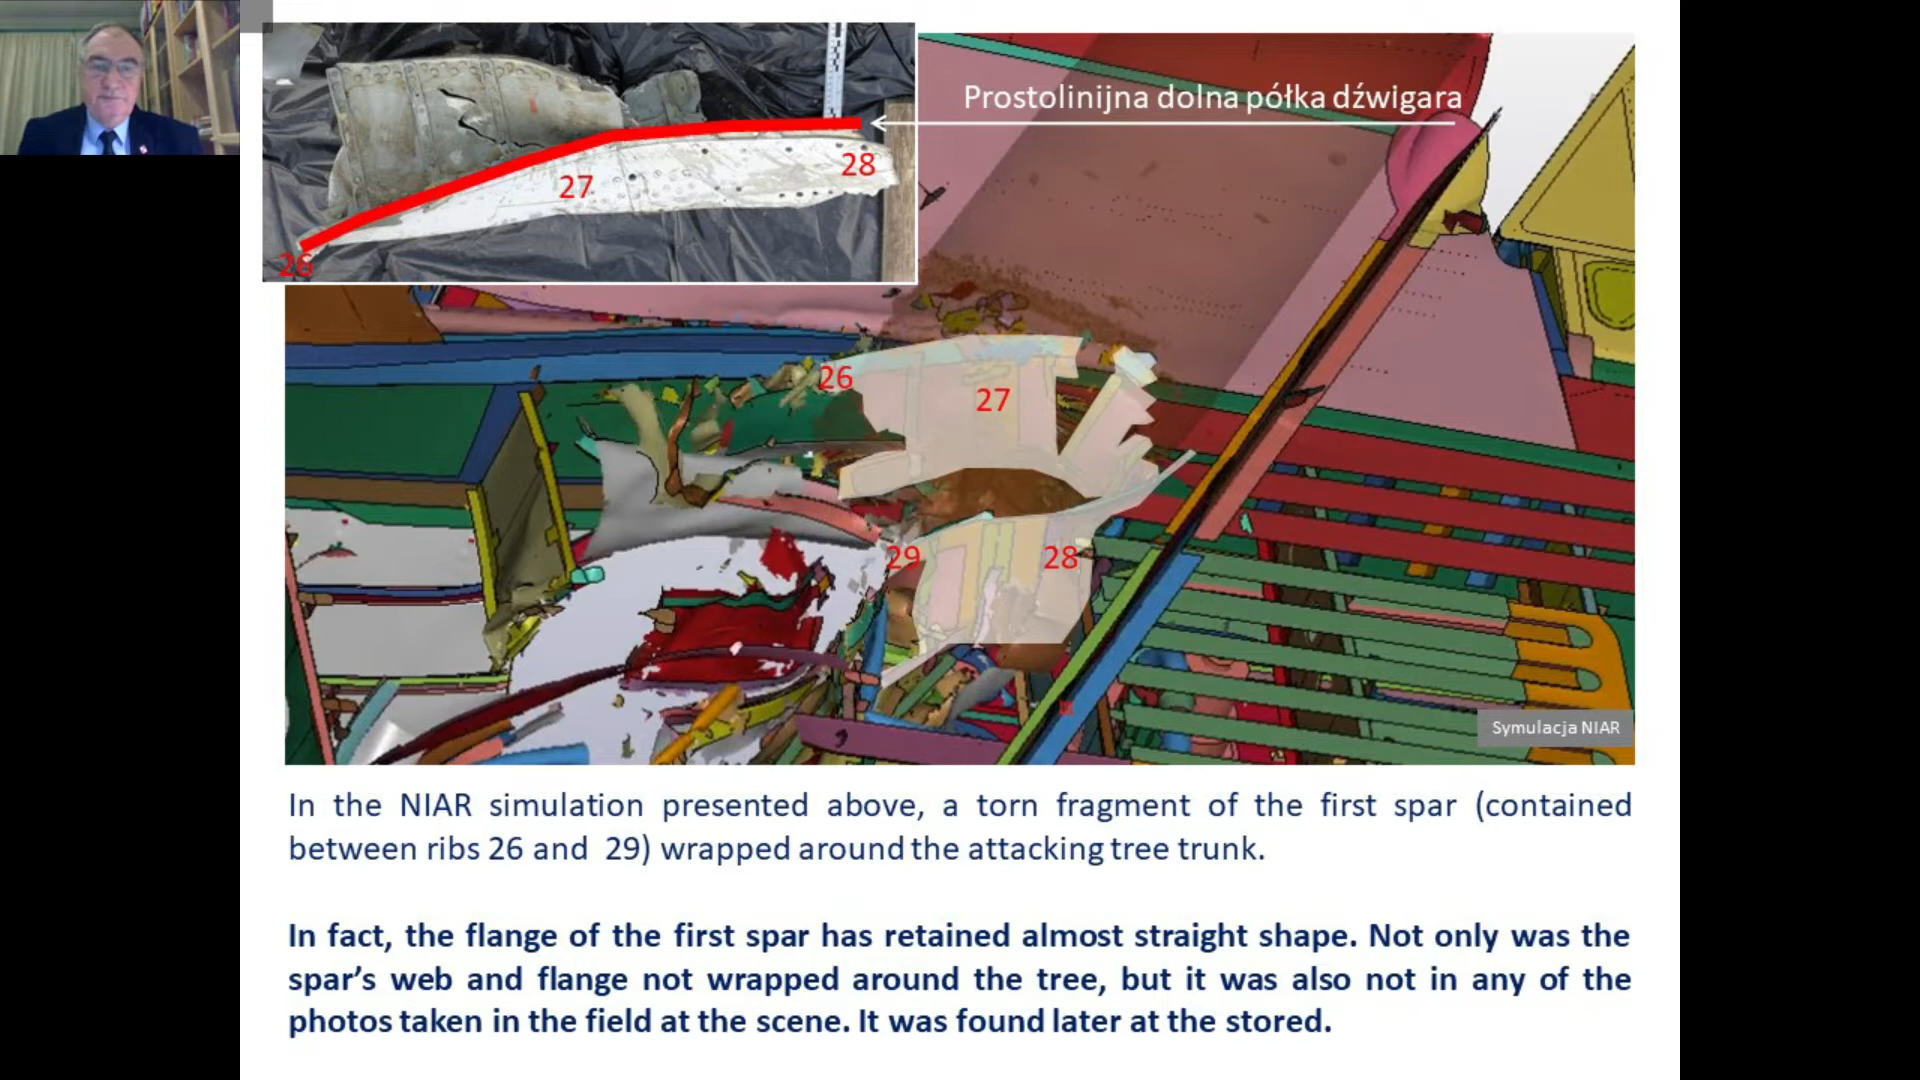 Prostolinijna dolna półka dźwigara
28
27
26
26
27
29
28
Symulacja NIAR
In the NIAR simulation presented above, a torn fragment of the first spar (contained
between ribs 26 and 29) wrapped around the attacking tree trunk.
In fact, the flange of the first spar has retained almost straight shape. Not only was the
spar’s web and flange not wrapped around the tree, but it was also not in any of the
photos taken in the field at the scene. It was found later at the stored.